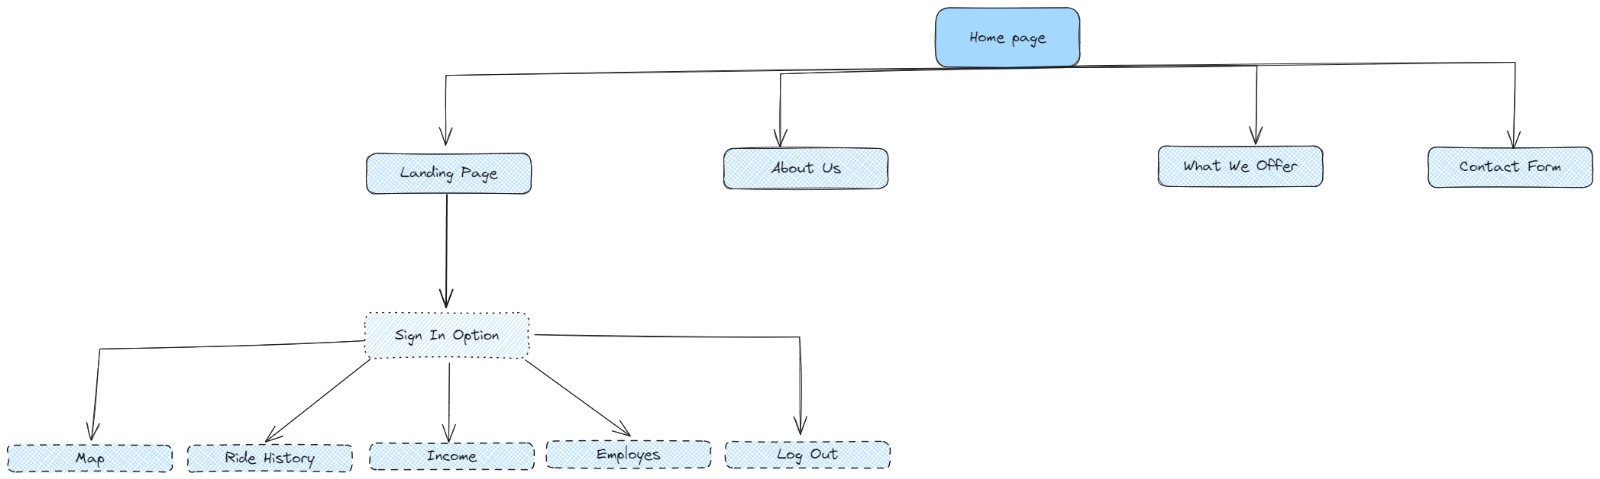 Home page
Landing Page
About Us
What We Offer
Contact Form
Sign In Option
Map
Ride History
Income
Employes
Log Out